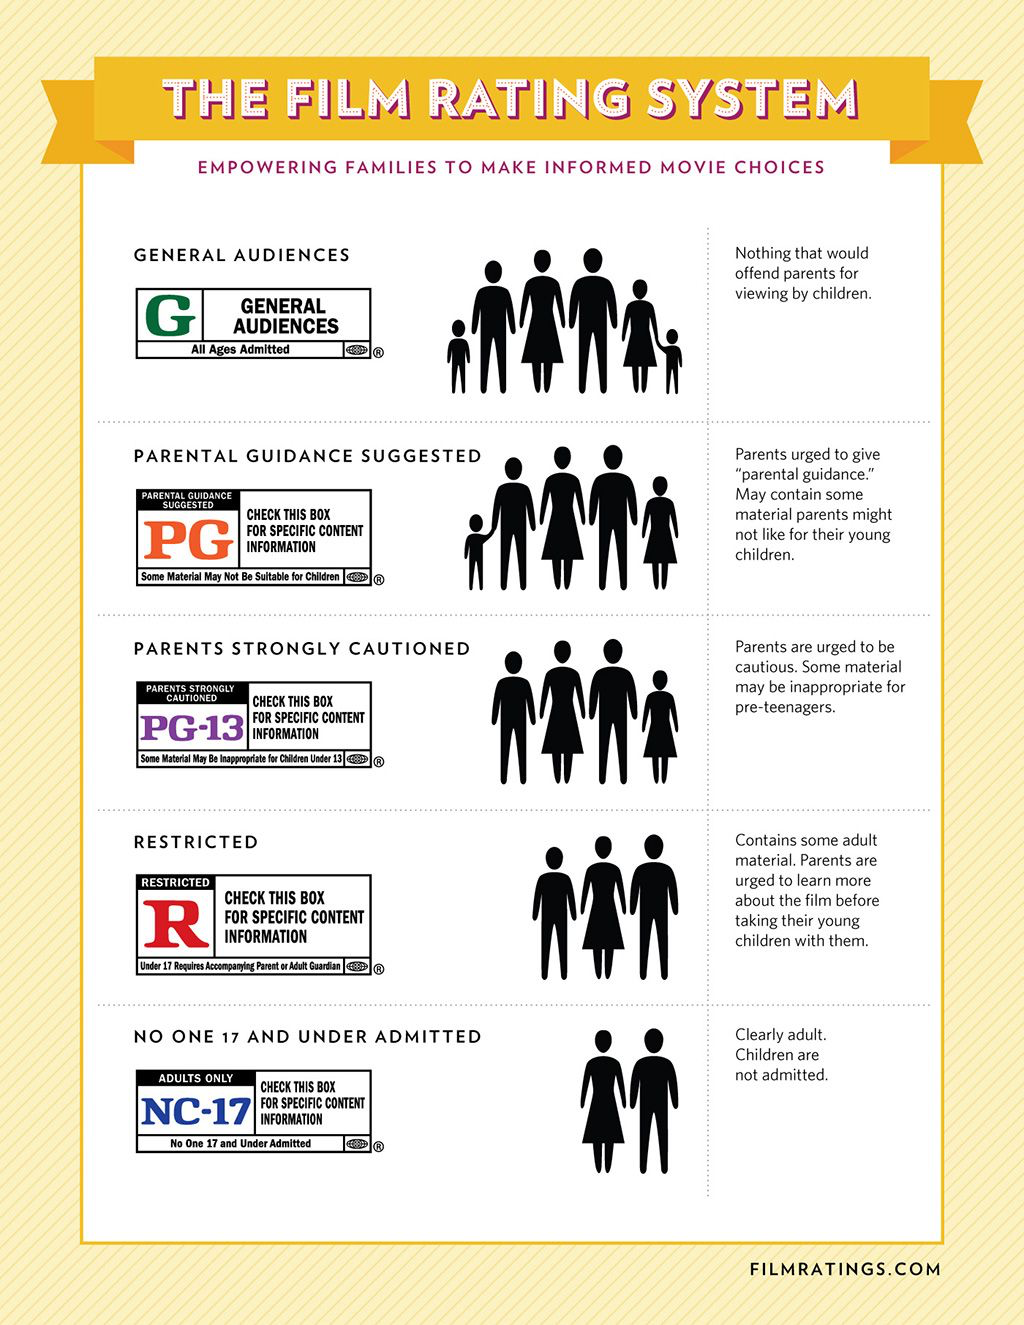 THE FILM RATING SYSTEM
EMPOWERING FAMILIES TO MAKE INFORMED MOVIE CHOICES
GENERAL AUDIENCES
G
GENERAL
AUDIENCES
All Ages Admitted
®
Nothing that would
offend parents for
viewing by children.
PARENTAL GUIDANCE SUGGESTED
PARENTAL GUIDANCE
SUGGESTED
PG
CHECK THIS BOX
FOR SPECIFIC CONTENT
INFORMATION
Some Material May Not Be Suitable for Children
®
Parents urged to give
“parental guidance.”
May contain some
material parents might
not like for their young
children.
PARENTS STRONGLY CAUTIONED
PARENTS STRONGLY
CAUTIONED
PG-13
CHECK THIS BOX
FOR SPECIFIC CONTENT
INFORMATION
Some Material May Be Inappropriate for Children Under 13
®
Parents are urged to be
cautious. Some material
may be inappropriate for
pre-teenagers.
RESTRICTED
RESTRICTED
R
CHECK THIS BOX
FOR SPECIFIC CONTENT
INFORMATION
Under 17 Requires Accompanying Parent or Adult Guardian
®
Contains some adult
material. Parents are
urged to learn more
about the film before
taking their young
children with them.
NO ONE 17 AND UNDER ADMITTED
ADULTS ONLY
NC-17
CHECK THIS BOX
FOR SPECIFIC CONTENT
INFORMATION
No One 17 and Under Admitted
®
Clearly adult.
Children are
not admitted.
FILMRATINGS.COM